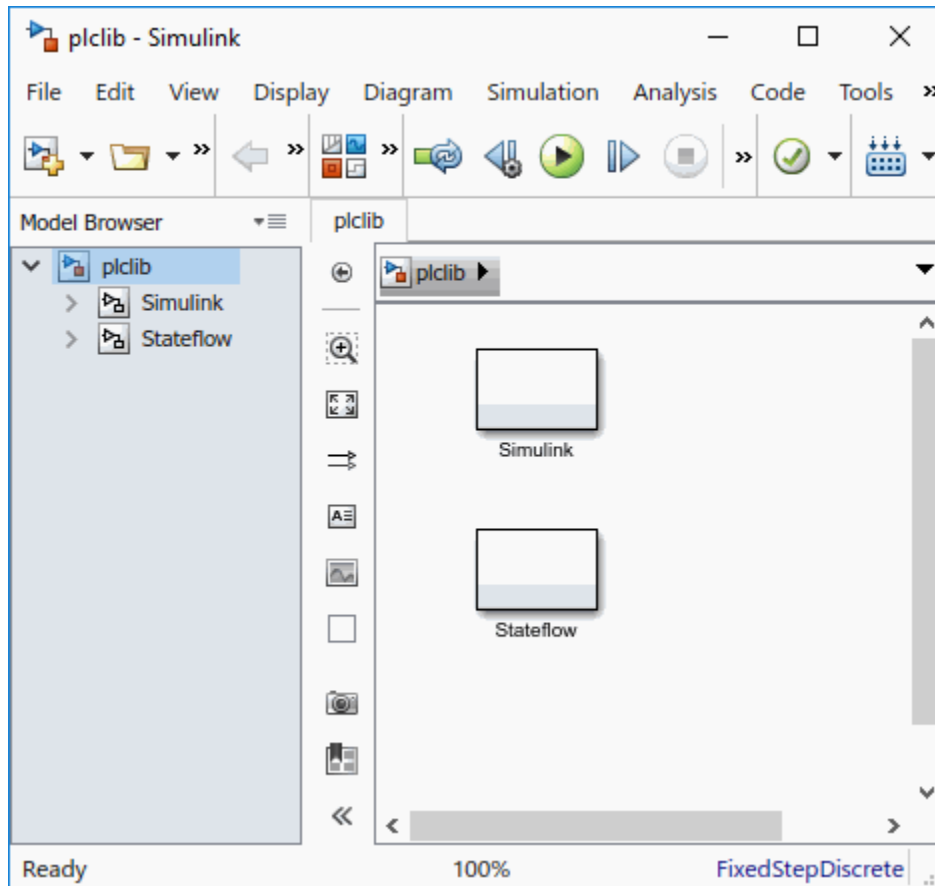 plclib - Simulink
File Edit View Display Diagram Simulation Analysis Code Tools »
Model Browser
plclib
plclib
Simulink
Stateflow
plclib
Simulink
Stateflow
Ready 100% FixedStepDiscrete